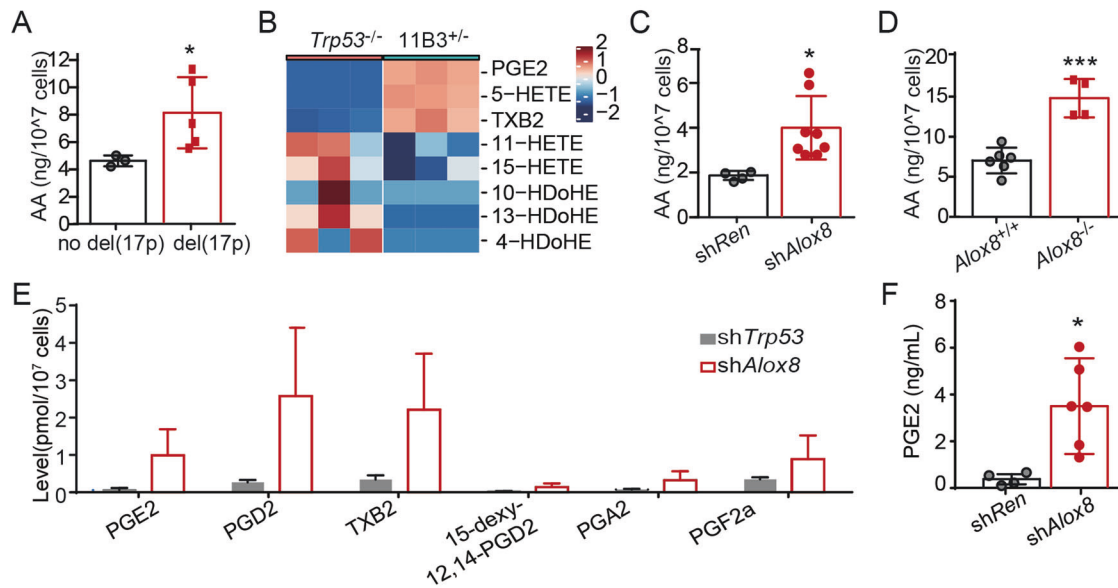 A
AA (ng/10^7 cells)
12
10
8
6
4
2
0
*
no del(17p) del(17p)
B
Trp53-/- 11B3+/-
2
1
0
−1
−2
PGE2
5−HETE
TXB2
11−HETE
15−HETE
10−HDoHE
13−HDoHE
4−HDoHE
C
AA (ng/10^7 cells)
8
6
4
2
0
*
shRen
shAlox8
D
AA (ng/10^7 cells)
20
15
10
5
0
***
Alox8+/+
Alox8-/-
E
Level(pmol/10⁷ cells)
5
4
3
2
1
0
shTrp53
shAlox8
PGE2
PGD2
TXB2
15-dexy-
12,14-PGD2
PGA2
PGF2a
F
PGE2 (ng/mL)
8
6
4
2
0
*
shRen
shAlox8